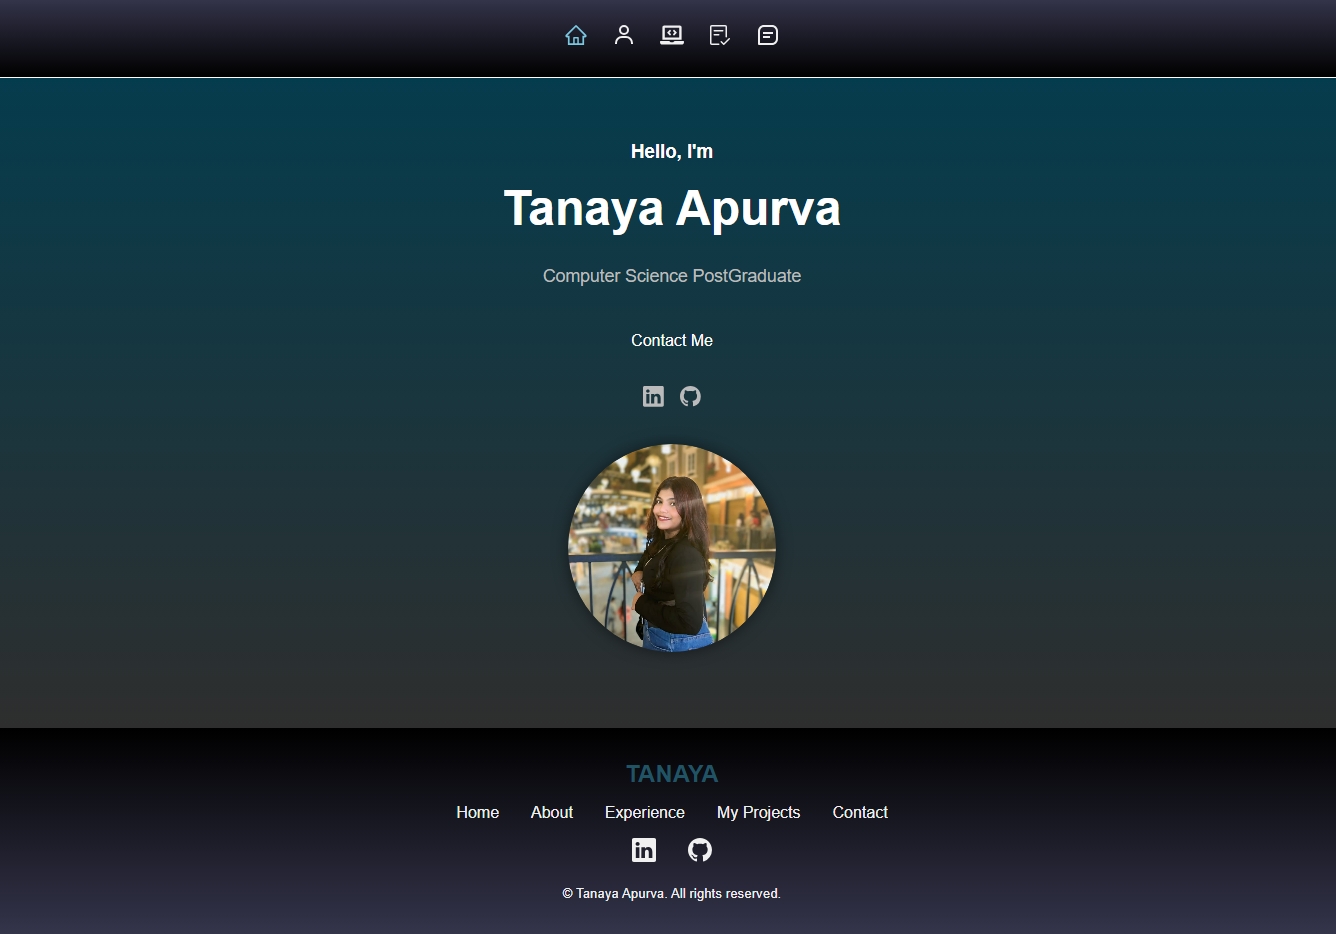 Hello, I'm
Tanaya Apurva
Computer Science PostGraduate
Contact Me
TANAYA
Home About Experience My Projects Contact
© Tanaya Apurva. All rights reserved.